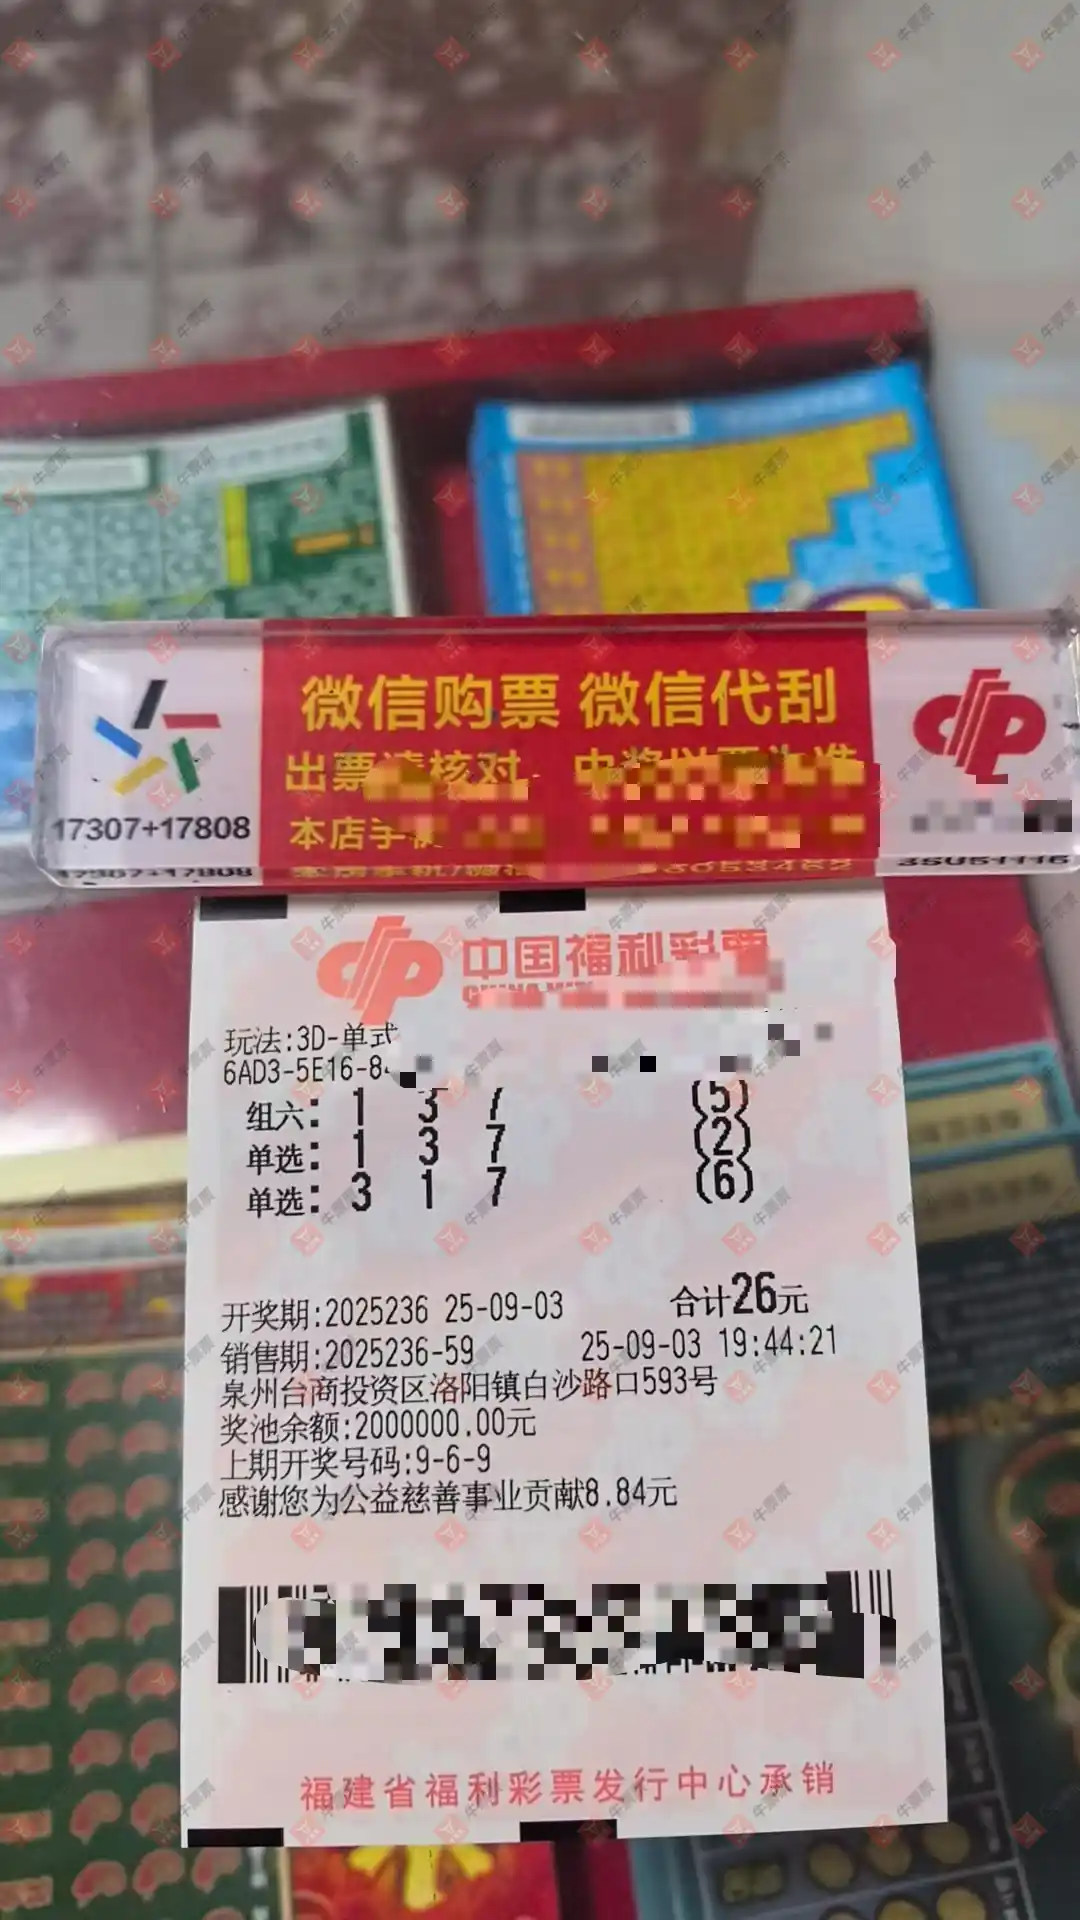 微信购票 微信代刮
出票请核对
17307+17808
本店手
中国福利彩票
玩法:3D-单式
6AD3-5E16-8
组六: 1 3 7 (5)
单选: 1 3 7 (2)
单选: 3 1 7 (6)
开奖期:2025236 25-09-03 合计26元
销售期:2025236-59 25-09-03 19:44:21
泉州台商投资区洛阳镇白沙路口593号
奖池余额:2000000.00元
上期开奖号码:9-6-9
感谢您为公益慈善事业贡献8.84元
福建省福利彩票发行中心承销
牛票票